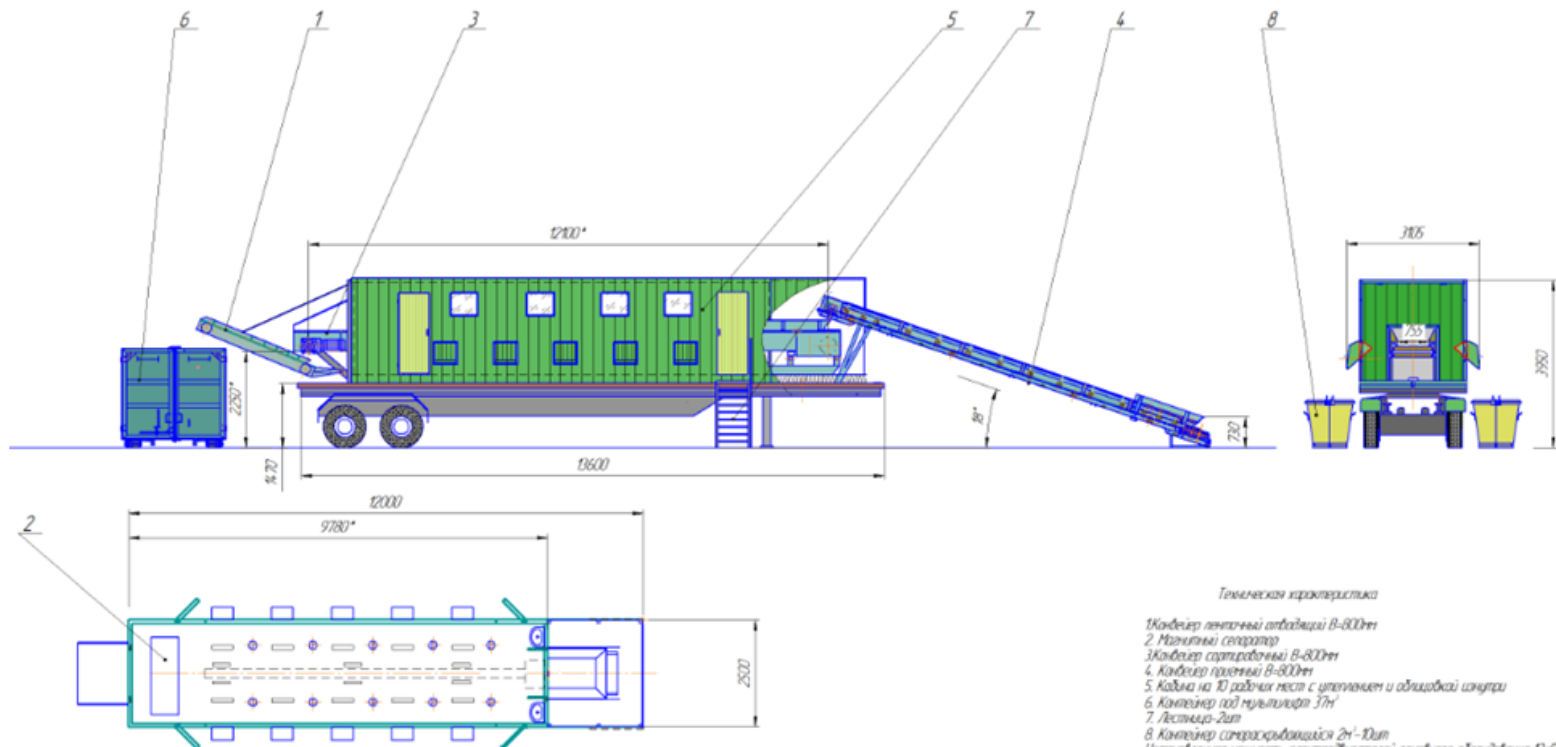 6 1 3 5 7 4 8
12100*
3105
755
2250*
3950
18°
730
1470
13600
12000
2
9780*
2500
Техническая характеристика
1.Конвейер ленточный отводящий В=800мм
2. Магнитный сепаратор
3.Конвейер сортировочный В=800мм
4. Конвейер приемный В=800мм
5. Кабина на 10 рабочих мест с утеплением и облицовкой изнутри
6. Контейнер под мультилифт 37м³
7. Лестница-2шт
8. Контейнер самораскрывающийся 2м³-10шт